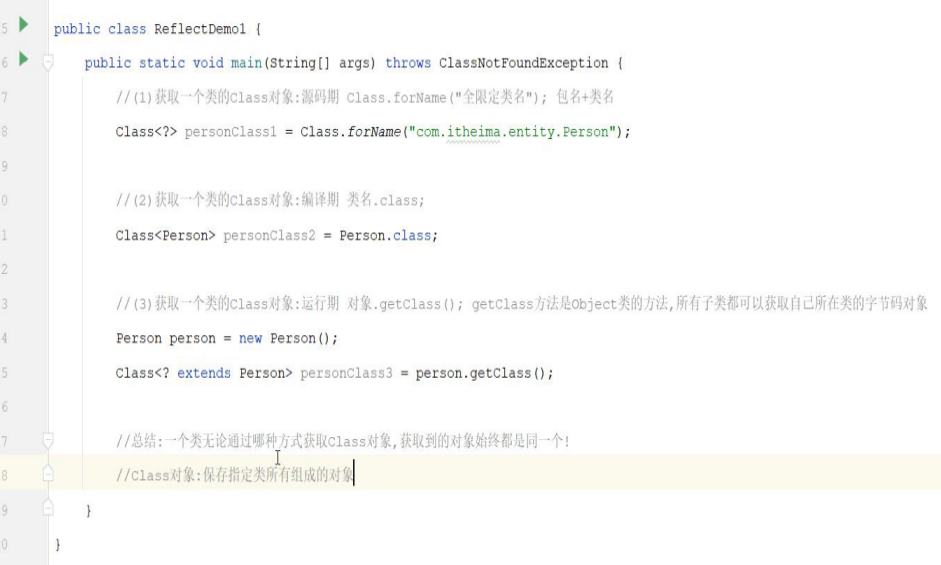 5 public class ReflectDemo1 {
6 public static void main(String[] args) throws ClassNotFoundException {
7 //(1)获取一个类的Class对象:源码期 Class.forName("全限定类名"); 包名+类名
8 Class<?> personClass1 = Class.forName("com.itheima.entity.Person");
9
0 //(2)获取一个类的Class对象:编译期 类名.class;
1 Class<Person> personClass2 = Person.class;
2
3 //(3)获取一个类的Class对象:运行期 对象.getClass(); getClass方法是Object类的方法,所有子类都可以获取自己所在类的字节码对象
4 Person person = new Person();
5 Class<? extends Person> personClass3 = person.getClass();
6
7 //总结:一个类无论通过哪种方式获取Class对象,获取到的对象始终都是同一个!
8 //Class对象:保存指定类所有组成的对象
9 }
0 }